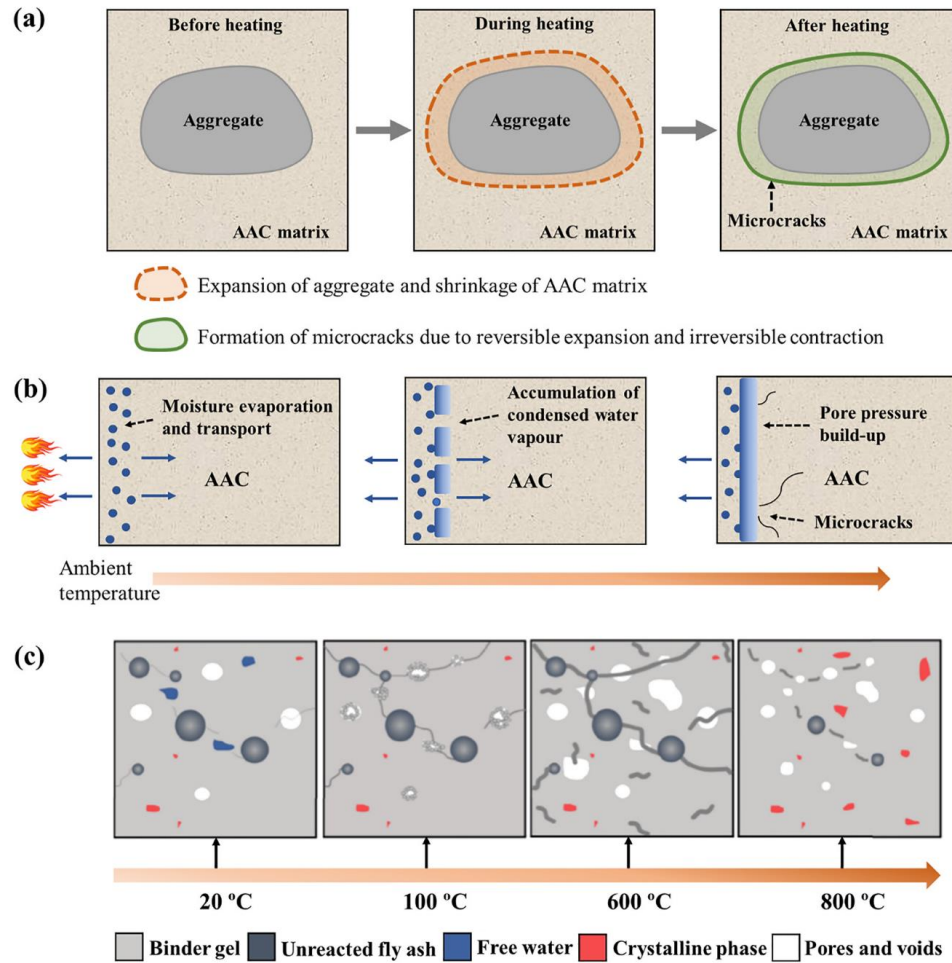 (a)
Before heating
During heating
After heating
Aggregate
Aggregate
Aggregate
Microcracks
AAC matrix
AAC matrix
AAC matrix
Expansion of aggregate and shrinkage of AAC matrix
Formation of microcracks due to reversible expansion and irreversible contraction
(b)
Moisture evaporation
and transport
AAC
Accumulation of
condensed water
vapour
AAC
Pore pressure
build-up
AAC
Microcracks
Ambient
temperature
(c)
20 ºC
100 ºC
600 ºC
800 ºC
Binder gel
Unreacted fly ash
Free water
Crystalline phase
Pores and voids